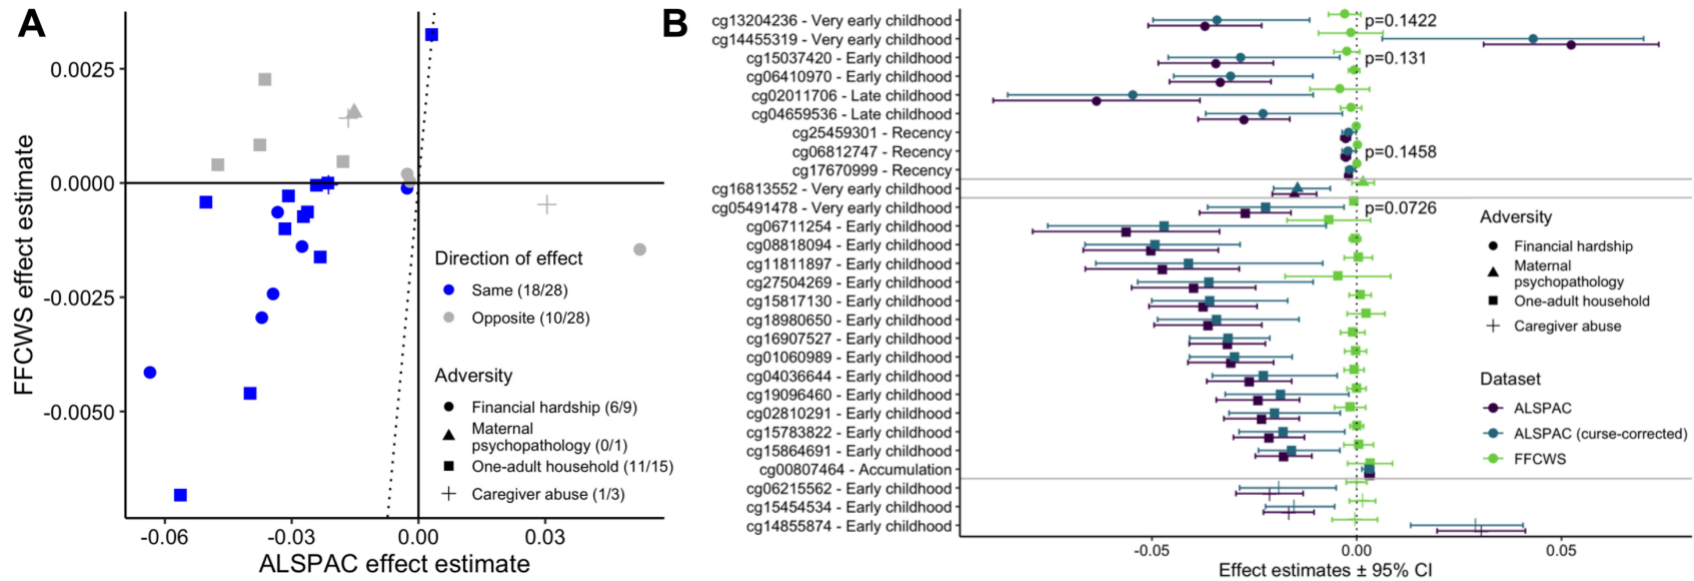 A
0.0025
0.0000
-0.0025
-0.0050
FFCWS effect estimate
-0.06
-0.03
0.00
0.03
ALSPAC effect estimate
Direction of effect
Same (18/28)
Opposite (10/28)
Adversity
Financial hardship (6/9)
Maternal
psychopathology (0/1)
One-adult household (11/15)
Caregiver abuse (1/3)
B
cg13204236 - Very early childhood
cg14455319 - Very early childhood
cg15037420 - Early childhood
cg06410970 - Early childhood
cg02011706 - Late childhood
cg04659536 - Late childhood
cg25459301 - Recency
cg06812747 - Recency
cg17670999 - Recency
cg16813552 - Very early childhood
cg05491478 - Very early childhood
cg06711254 - Early childhood
cg08818094 - Early childhood
cg11811897 - Early childhood
cg27504269 - Early childhood
cg15817130 - Early childhood
cg18980650 - Early childhood
cg16907527 - Early childhood
cg01060989 - Early childhood
cg04036644 - Early childhood
cg19096460 - Early childhood
cg02810291 - Early childhood
cg15783822 - Early childhood
cg15864691 - Early childhood
cg00807464 - Accumulation
cg06215562 - Early childhood
cg15454534 - Early childhood
cg14855874 - Early childhood
p=0.1422
p=0.131
p=0.1458
p=0.0726
-0.05
0.00
0.05
Effect estimates ± 95% CI
Adversity
Financial hardship
Maternal
psychopathology
One-adult household
Caregiver abuse
Dataset
ALSPAC
ALSPAC (curse-corrected)
FFCWS